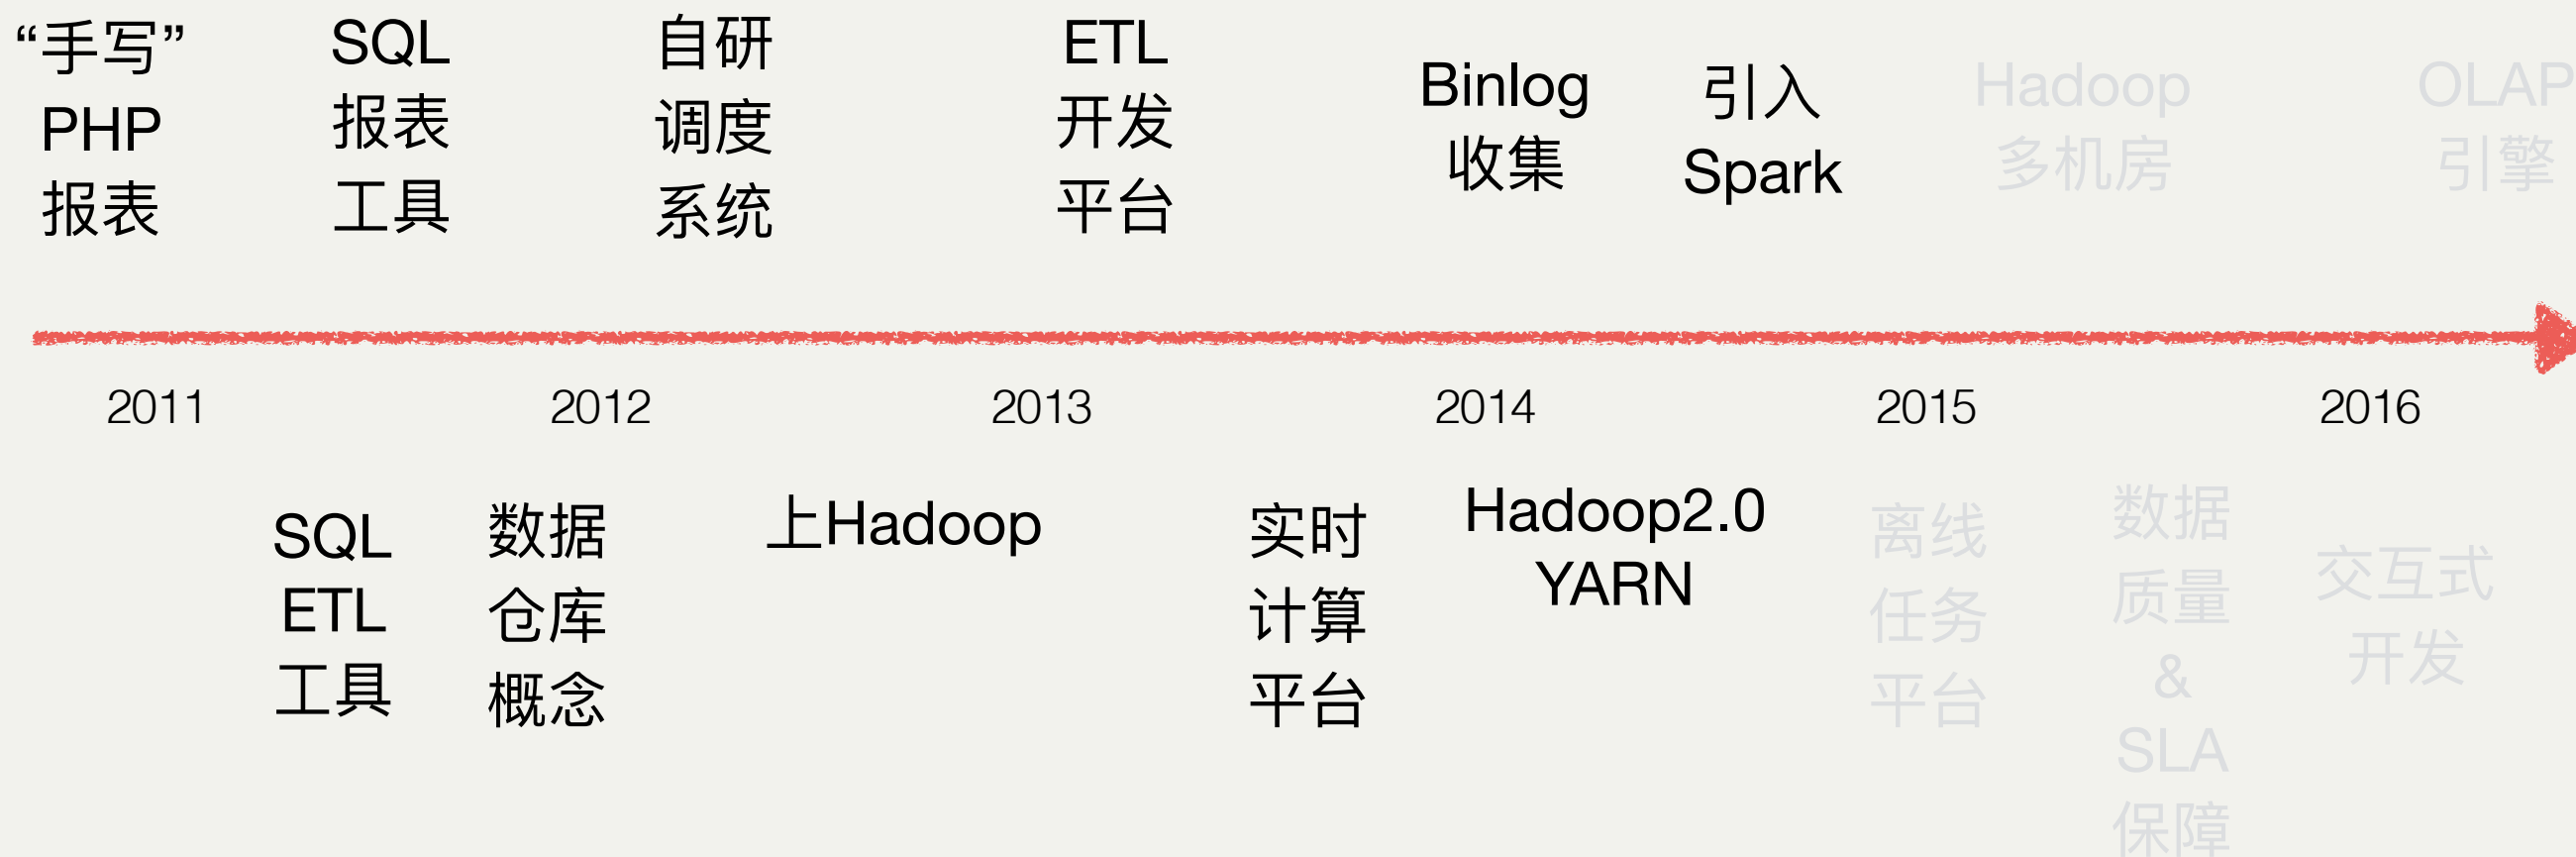 “手写”
PHP
报表
SQL
报表
工具
自研
调度
系统
ETL
开发
平台
Binlog
收集
引入
Spark
Hadoop
多机房
OLAP
引擎
2011
2012
2013
2014
2015
2016
SQL
ETL
工具
数据
仓库
概念
上Hadoop
实时
计算
平台
Hadoop2.0
YARN
离线
任务
平台
数据
质量
&
SLA
保障
交互式
开发